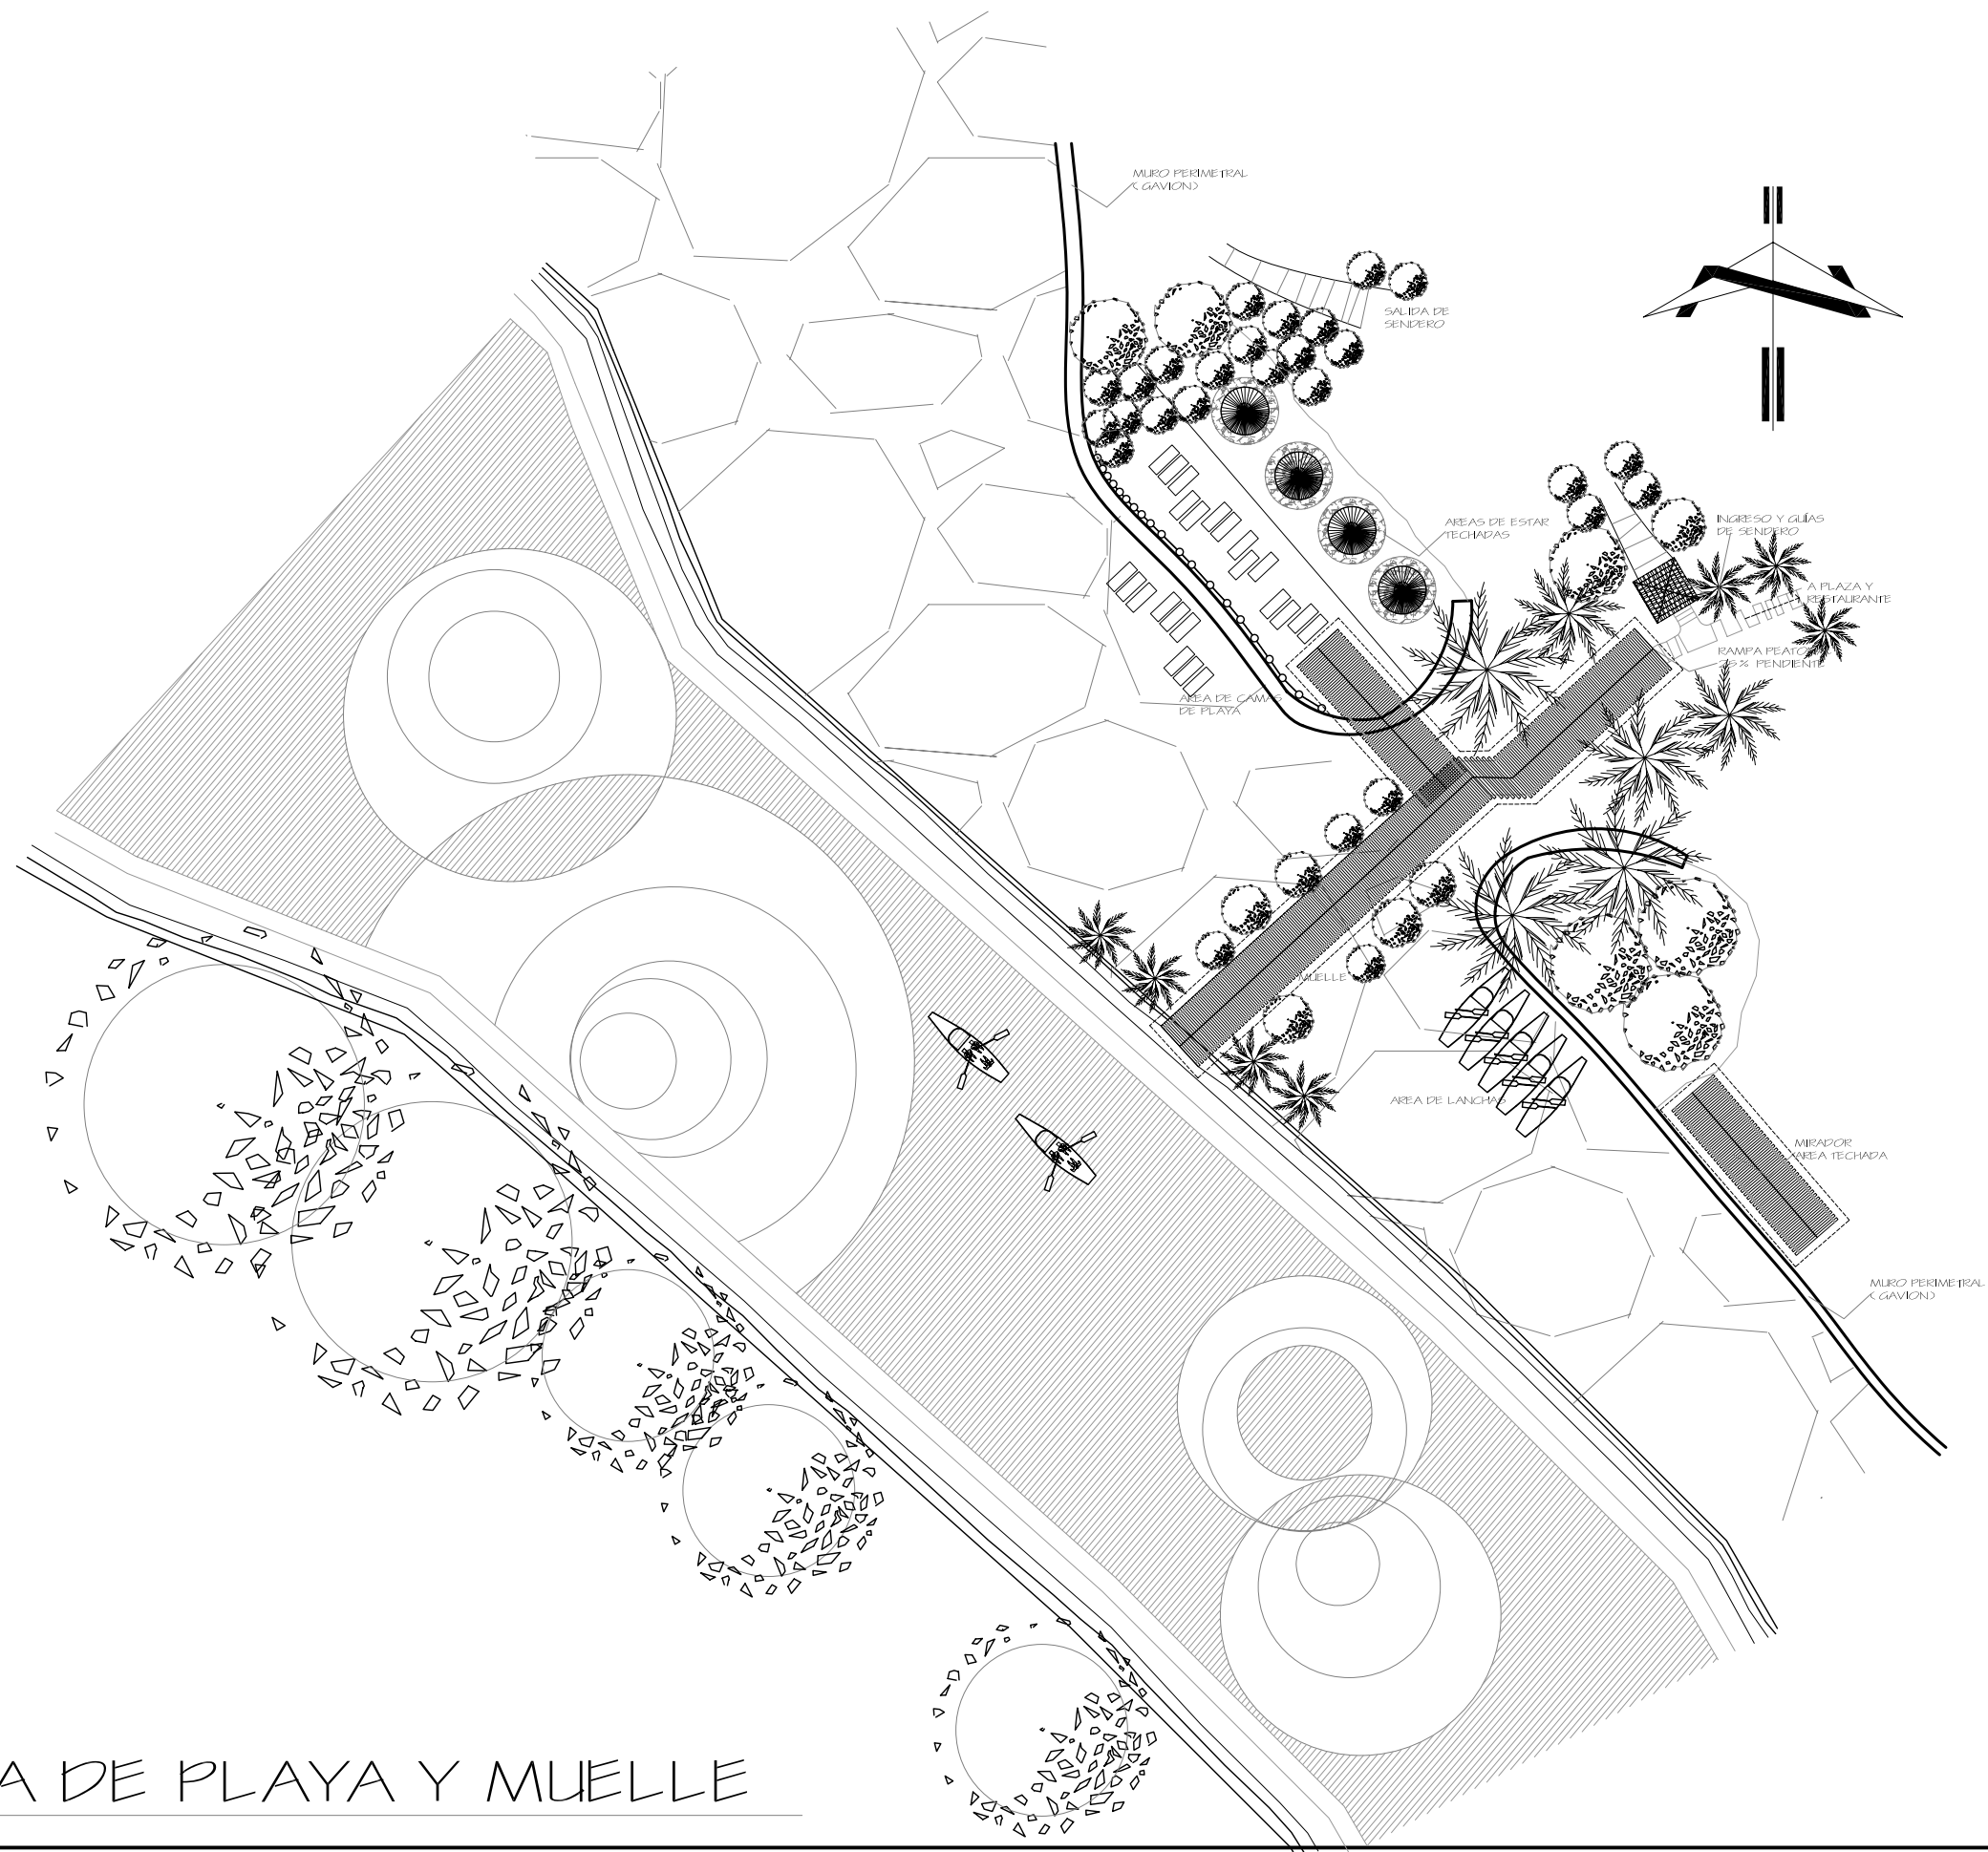 MURO PERIMETRAL
( GAVION)
SALIDA DE
SENDERO
AREAS DE ESTAR
TECHADAS
INGRESO Y GUÍAS
DE SENDERO
A PLAZA Y
RESTAURANTE
RAMPA PEATO
25% PENDIENTE
AREA DE CAMAS
DE PLAYA
MUELLE
AREA DE LANCHAS
MIRADOR
AREA TECHADA
MURO PERIMETRAL
( GAVION)
A DE PLAYA Y MUELLE